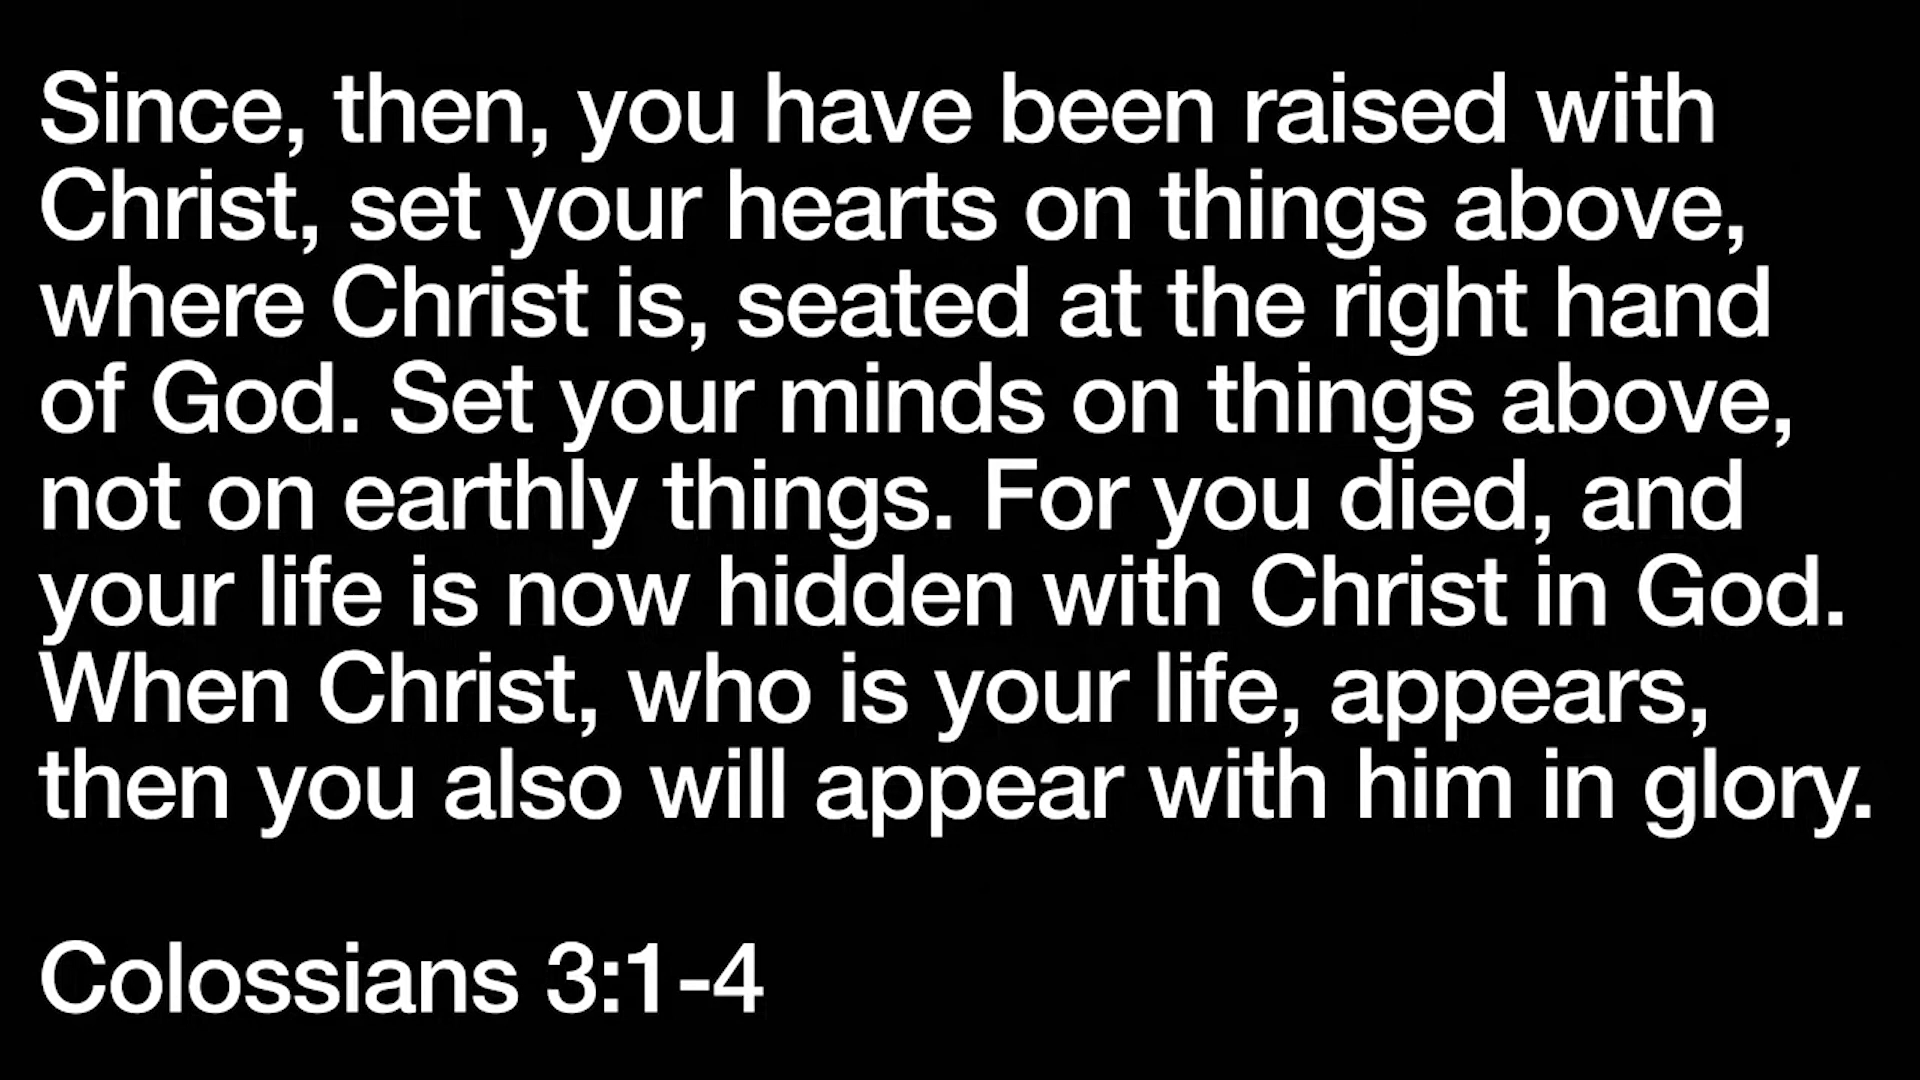 Since, then, you have been raised with
Christ, set your hearts on things above,
where Christ is, seated at the right hand
of God. Set your minds on things above,
not on earthly things. For you died, and
your life is now hidden with Christ in God.
When Christ, who is your life, appears,
then you also will appear with him in glory.
Colossians 3:1-4